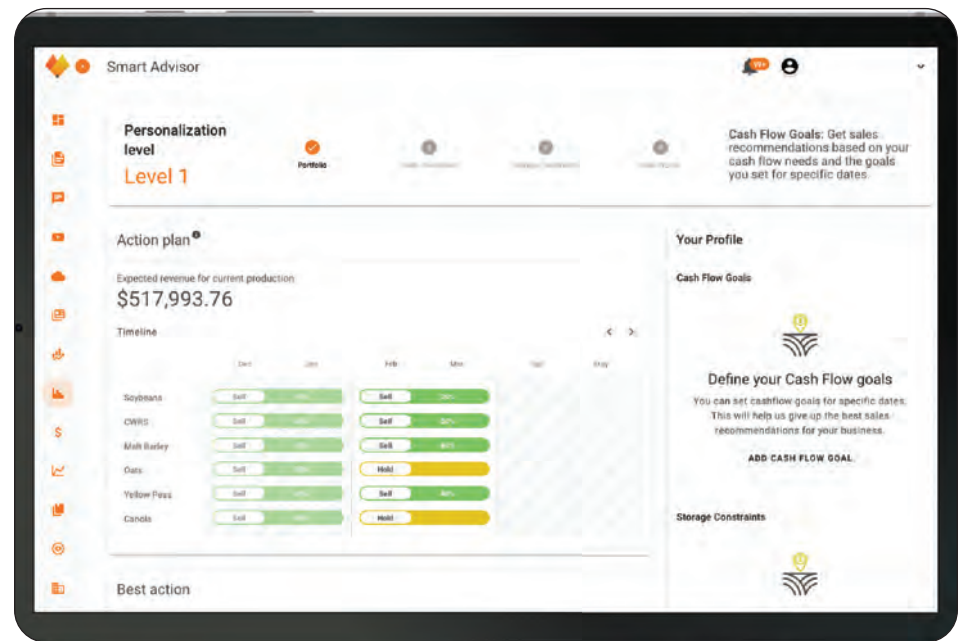 Smart Advisor
99+
Personalization
level
Level 1
Portfolio
Cash Flow Goals: Get sales
recommendations based on your
cash flow needs and the goals
you set for specific dates.
Action plan
Expected revenue for current production
$517,993.76
Timeline
< >
Dec Jan Feb Mar Apr May
Soybeans Sell Sell
CWRS Sell Sell
Malt Barley Sell Sell
Oats Sell Hold
Yellow Peas Sell Sell
Canola Sell Hold
Best action
Your Profile
Cash Flow Goals
Define your Cash Flow goals
You can set cashflow goals for specific dates.
This will help us give up the best sales
recommendations for your business.
ADD CASH FLOW GOAL
Storage Constraints